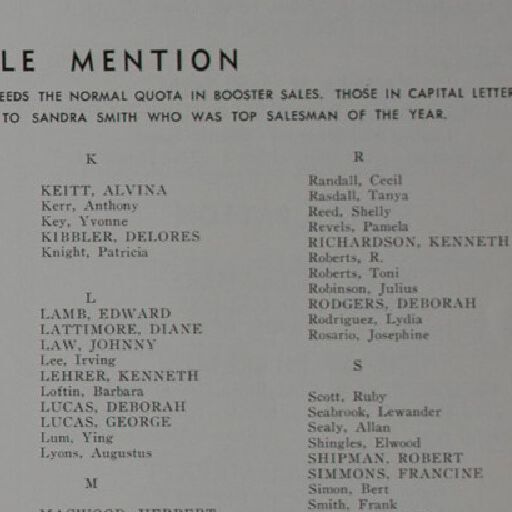 LE MENTION
EEDS THE NORMAL QUOTA IN BOOSTER SALES. THOSE IN CAPITAL LETTER
TO SANDRA SMITH WHO WAS TOP SALESMAN OF THE YEAR.
K
KEITT, ALVINA
Kerr, Anthony
Key, Yvonne
KIBBLER, DELORES
Knight, Patricia
L
LAMB, EDWARD
LATTIMORE, DIANE
LAW, JOHNNY
Lee, Irving
LEHRER, KENNETH
Loftin, Barbara
LUCAS, DEBORAH
LUCAS, GEORGE
Lum, Ying
Lyons, Augustus
M
R
Randall, Cecil
Rasdall, Tanya
Reed, Shelly
Revels, Pamela
RICHARDSON, KENNETH
Roberts, R.
Roberts, Toni
Robinson, Julius
RODGERS, DEBORAH
Rodriguez, Lydia
Rosario, Josephine
S
Scott, Ruby
Seabrook, Lewander
Sealy, Allan
Shingles, Elwood
SHIPMAN, ROBERT
SIMMONS, FRANCINE
Simon, Bert
Smith, Frank